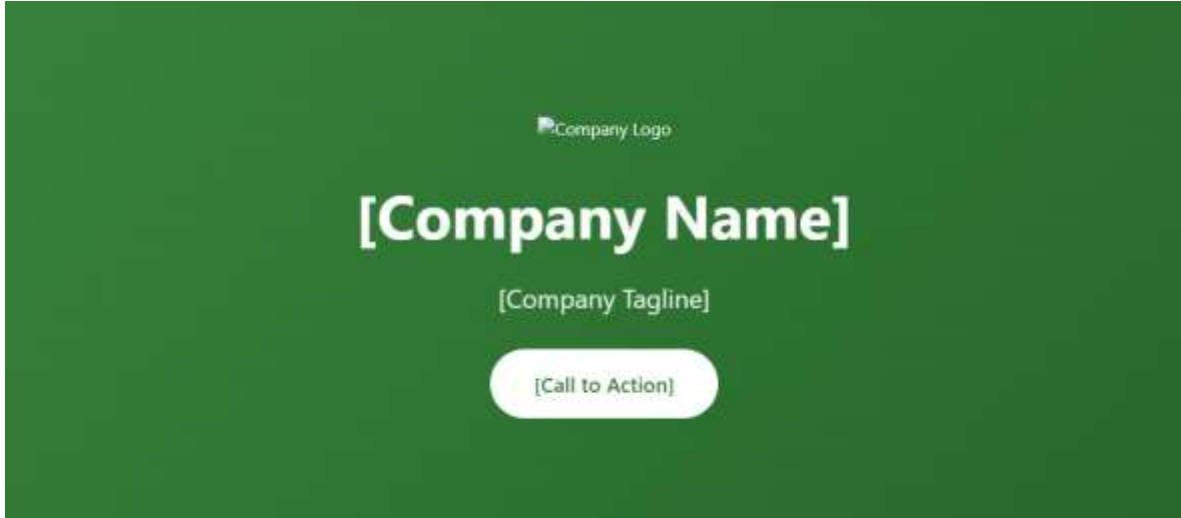 Company Logo
[Company Name]
[Company Tagline]
[Call to Action]